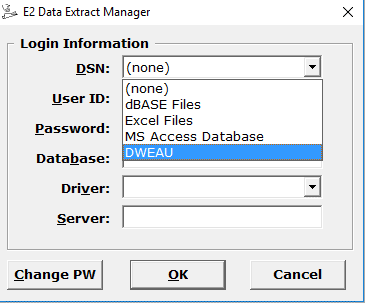 E2 Data Extract Manager
Login Information
DSN: (none)
(none)
User ID:
dBASE Files
Excel Files
Password:
MS Access Database
DWEAU
Database:
Driver:
Server:
Change PW OK Cancel